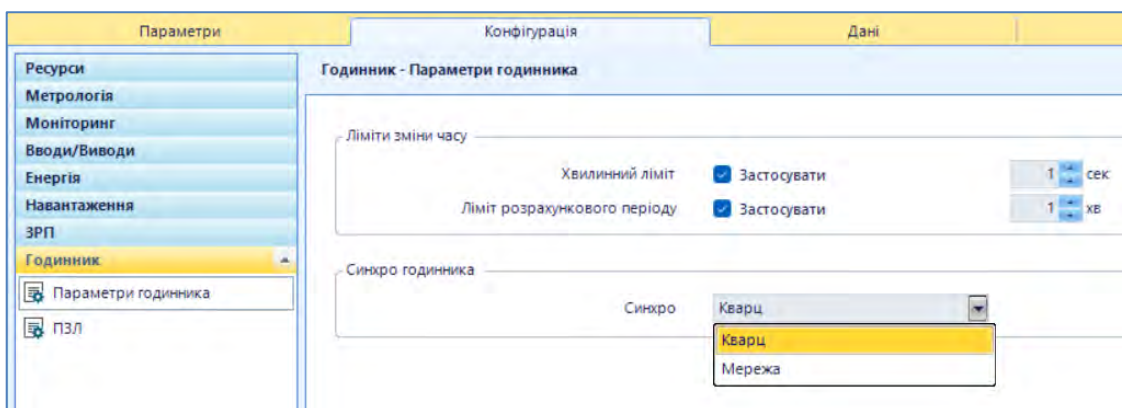 Параметри Конфігурація Дані
Ресурси
Метрологія
Моніторинг
Вводи/Виводи
Енергія
Навантаження
ЗРП
Годинник
Параметри годинника
ПЗЛ
Годинник - Параметри годинника
Ліміти зміни часу
Хвилинний ліміт Застосувати 1 сек
Ліміт розрахункового періоду Застосувати 1 хв
Синхро годинника
Синхро Кварц
Кварц
Мережа